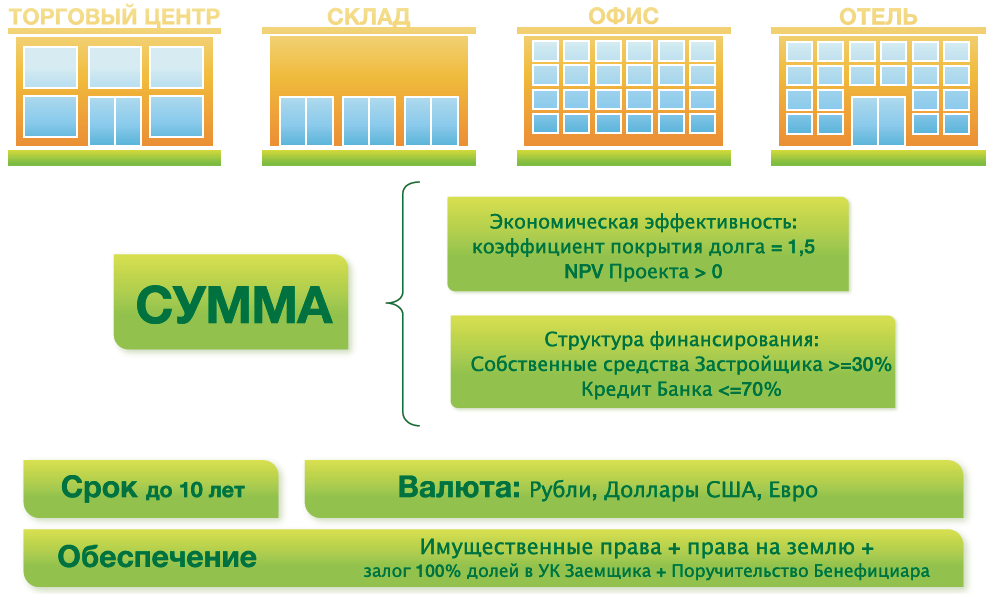 ТОРГОВЫЙ ЦЕНТР СКЛАД ОФИС ОТЕЛЬ
СУММА
Экономическая эффективность:
коэффициент покрытия долга = 1,5
NPV Проекта > 0
Структура финансирования:
Собственные средства Застройщика >=30%
Кредит Банка <=70%
Срок до 10 лет
Валюта: Рубли, Доллары США, Евро
Обеспечение
Имущественные права + права на землю +
залог 100% долей в УК Заемщика + Поручительство Бенефициара